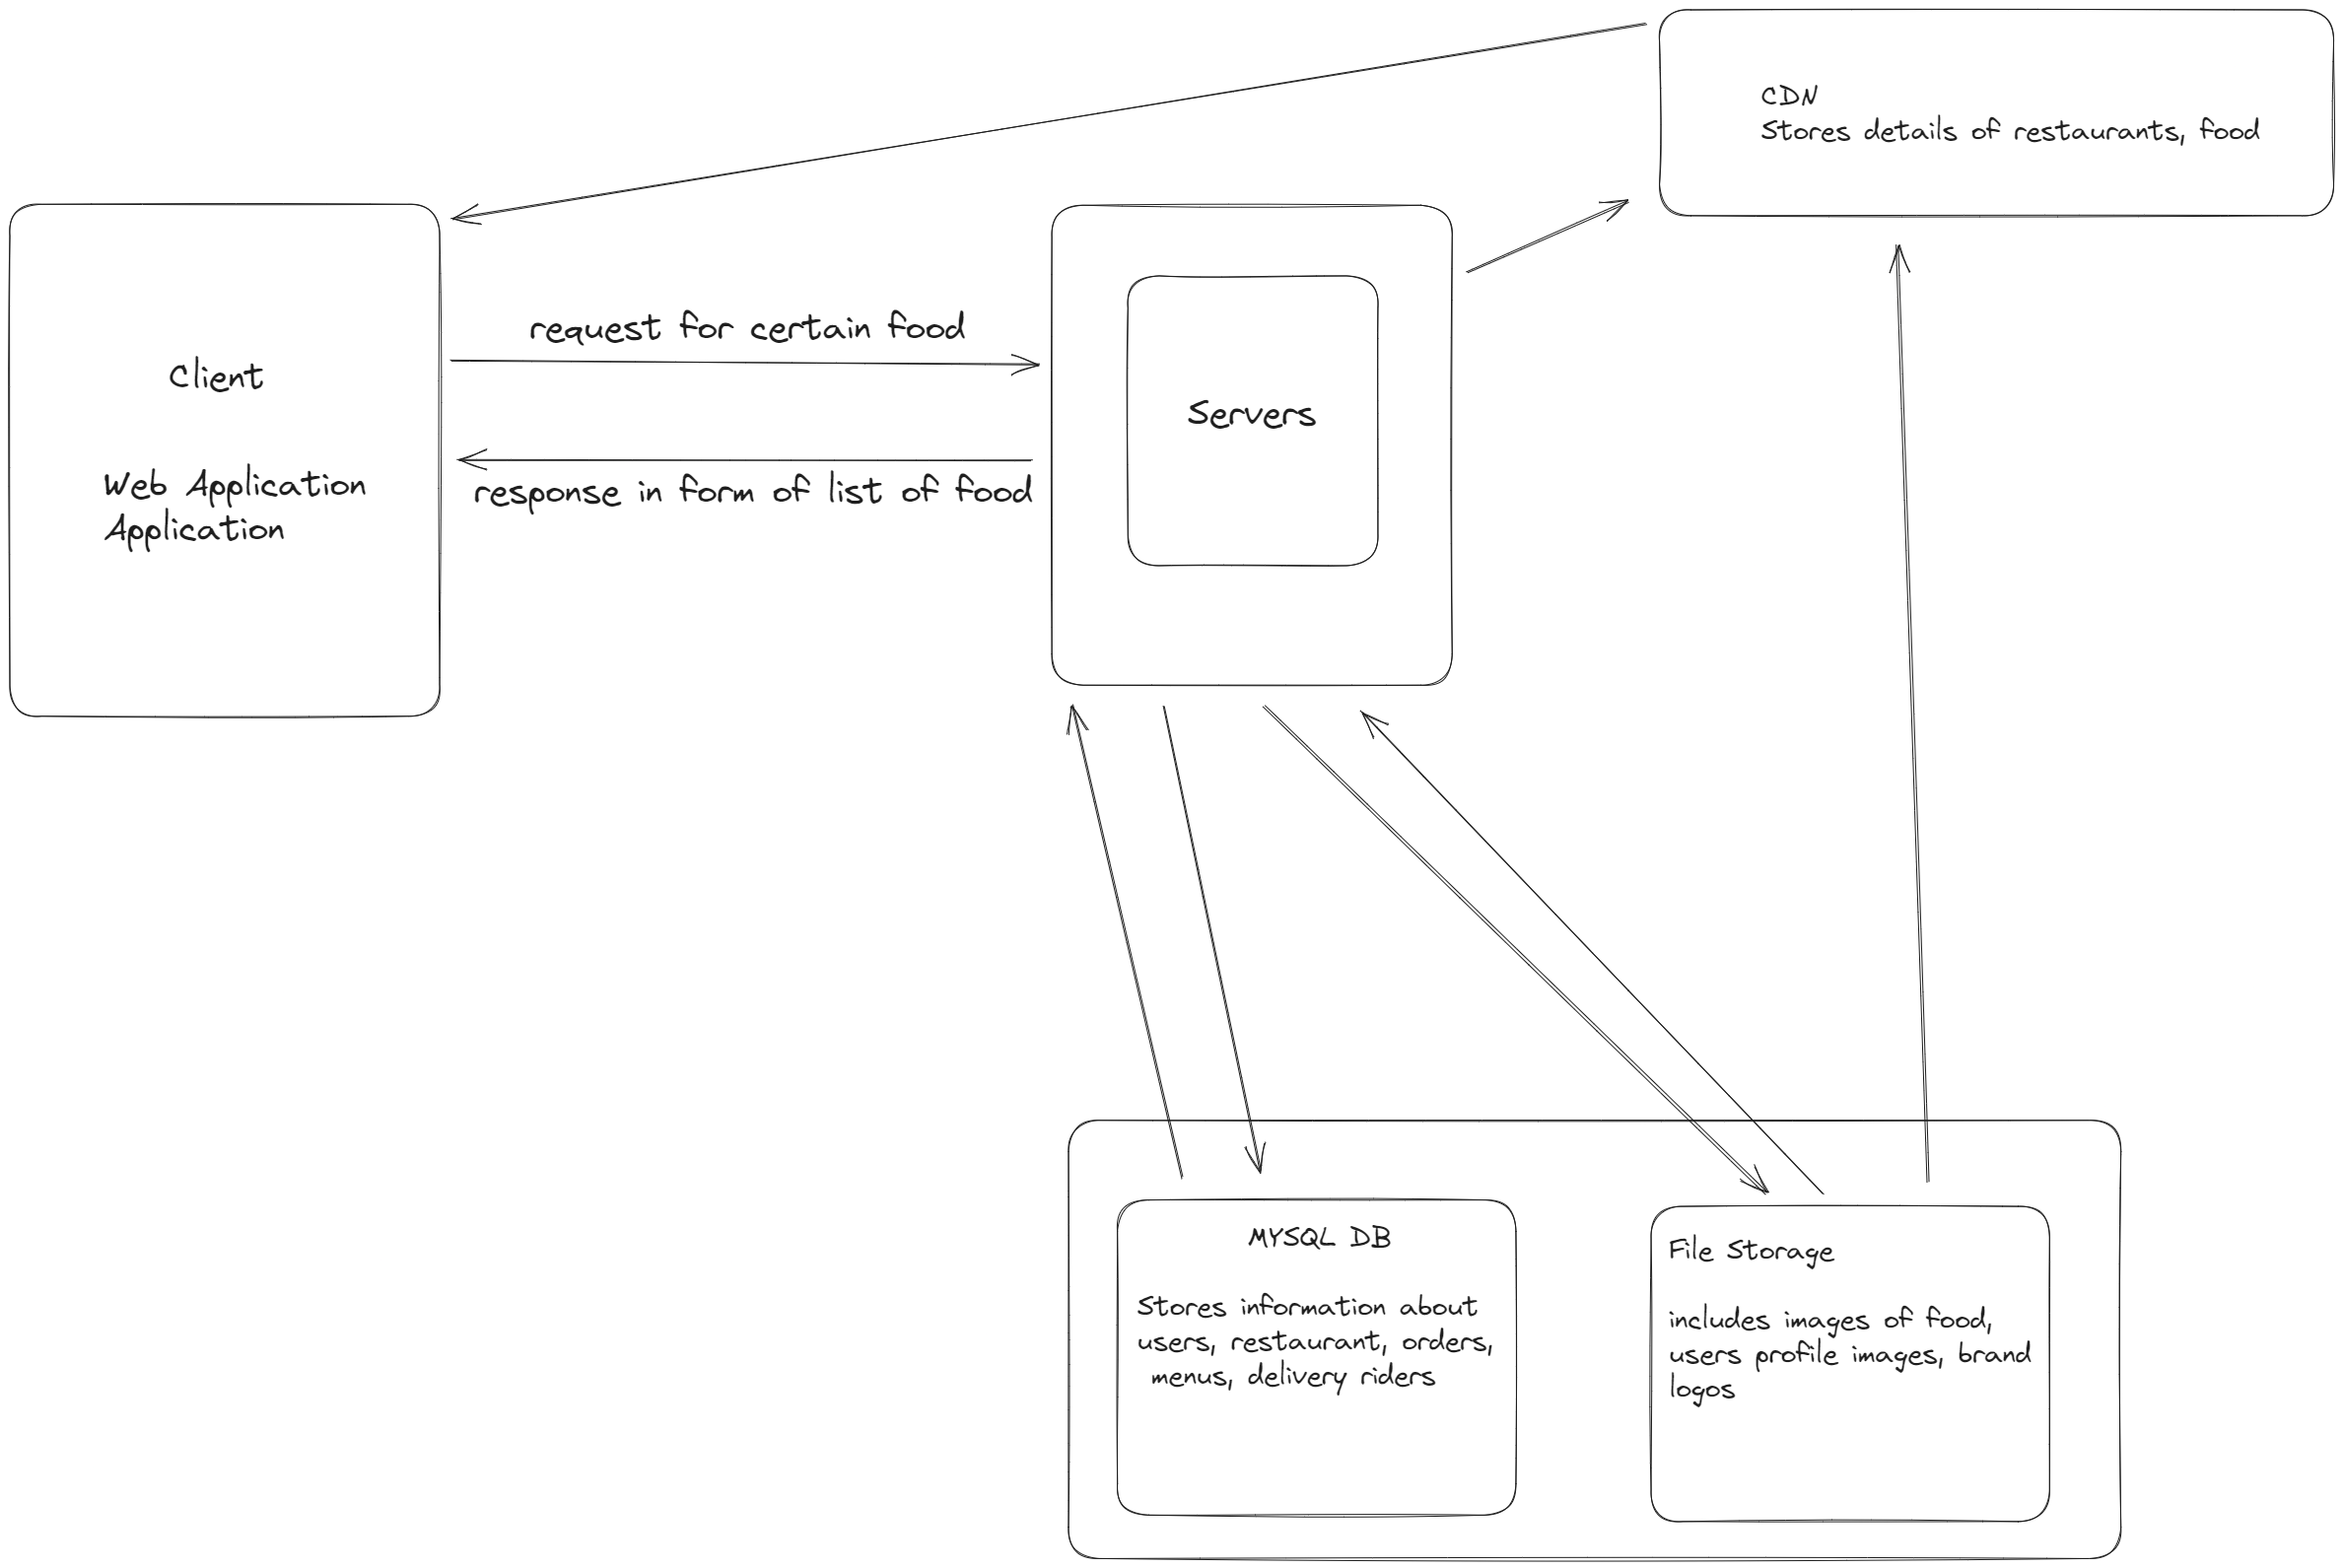 CDN
Stores details of restaurants, food
request for certain food
Client
Servers
Web Application
Application
response in form of list of food
MYSQL DB
Stores information about
users, restaurant, orders,
menus, delivery riders
File Storage
includes images of food,
users profile images, brand
logos